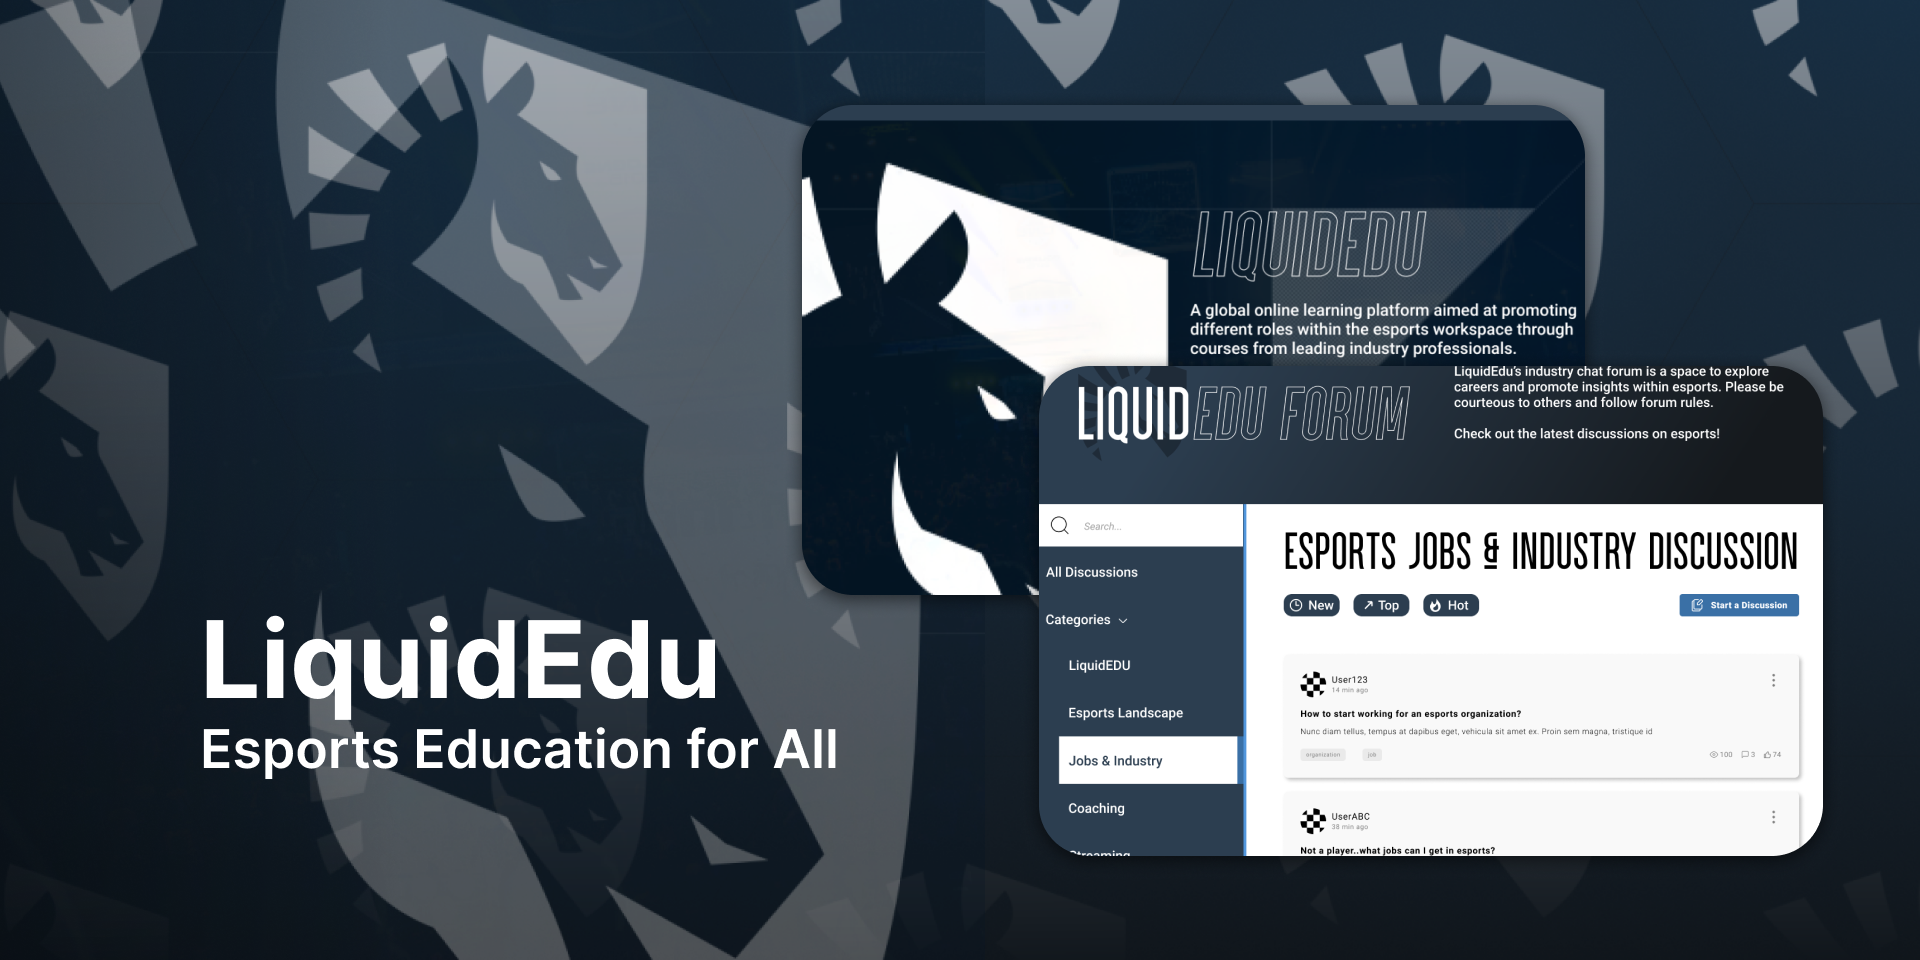 LIQUIDEDU
A global online learning platform aimed at promoting
different roles within the esports workspace through
courses from leading industry professionals.
LIQUIDEDU FORUM
LiquidEdu's industry chat forum is a space to explore
careers and promote insights within esports. Please be
courteous to others and follow forum rules.
Check out the latest discussions on esports!
Search...
All Discussions
Categories
LiquidEDU
Esports Landscape
Jobs & Industry
Coaching
Streaming
ESPORTS JOBS & INDUSTRY DISCUSSION
New Top Hot Start a Discussion
User123
14 min ago
How to start working for an esports organization?
Nunc diam tellus, tempus at dapibus eget, vehicula sit amet ex. Proin sem magna, tristique id
organization job 100 3 74
UserABC
38 min ago
Not a player..what jobs can I get in esports?
LiquidEdu
Esports Education for All